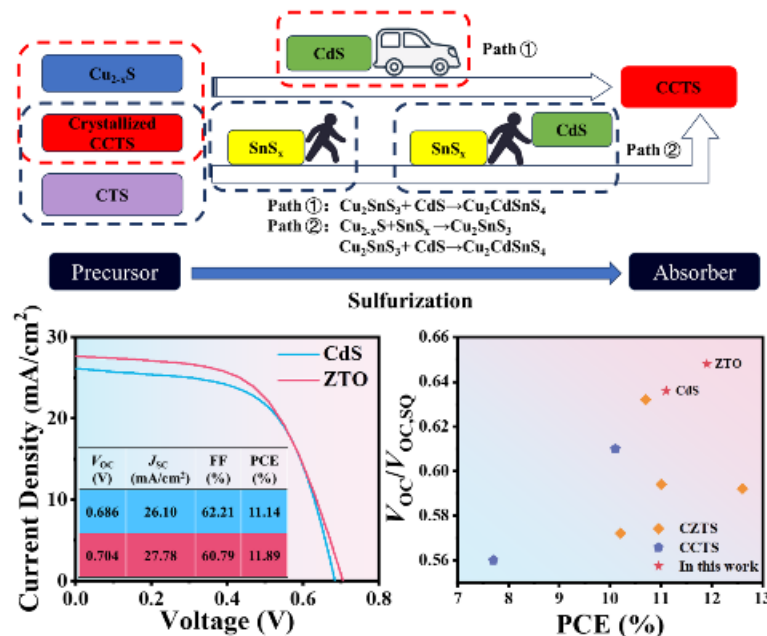 CdS
Path ①
Cu2-xS
CCTS
Crystallized
CCTS
SnSx
SnSx
CdS
Path ②
CTS
Path ①: Cu2SnS3+ CdS→Cu2CdSnS4
Path ②: Cu2-xS+SnSx→Cu2SnS3
Cu2SnS3+ CdS→Cu2CdSnS4
Precursor
Absorber
Sulfurization
Current Density (mA/cm2)
30
20
10
0
CdS
ZTO
VOC (V) JSC (mA/cm2) FF (%) PCE (%)
0.686 26.10 62.21 11.14
0.704 27.78 60.79 11.89
0.0 0.2 0.4 0.6 0.8
Voltage (V)
VOC/VOC,SQ
0.66
0.64
0.60
0.56
ZTO
CdS
CZTS
CCTS
In this work
7 8 9 10 11 12 13
PCE (%)